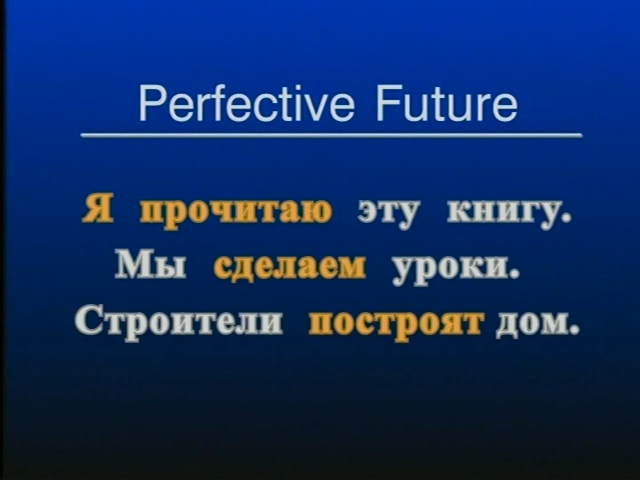 Perfective Future
Я прочитаю эту книгу.
Мы сделаем уроки.
Строители построят дом.